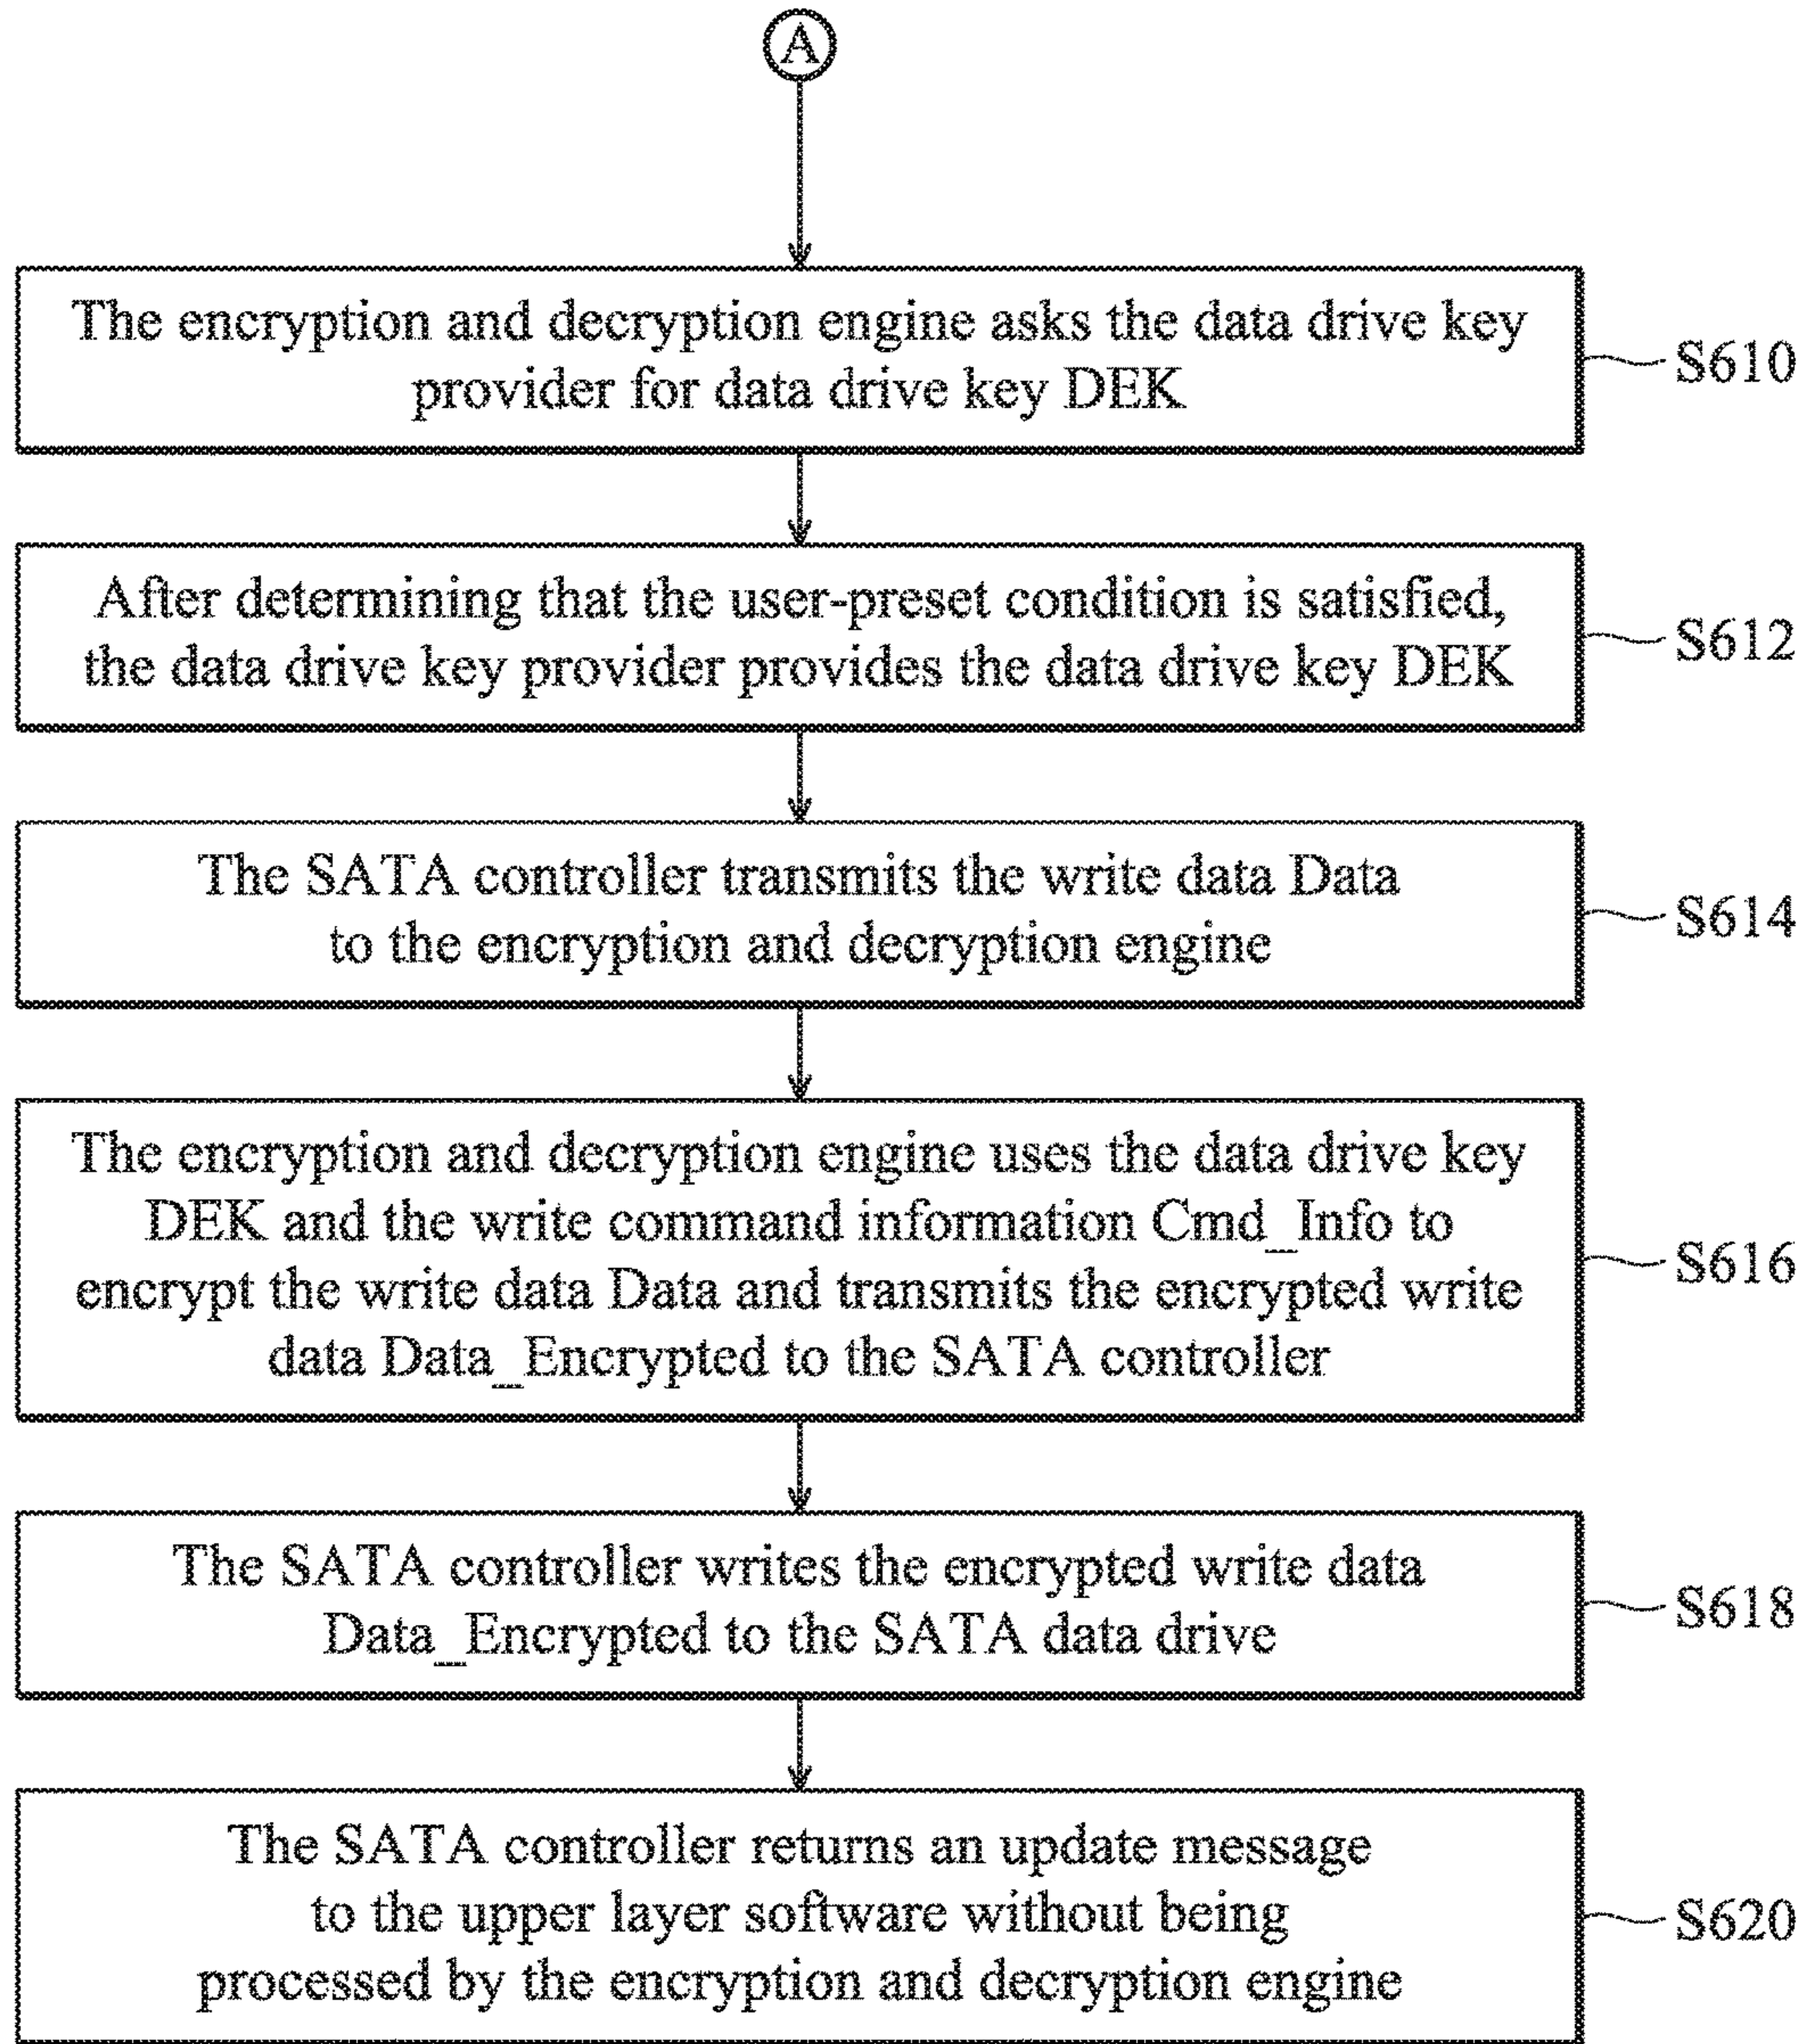 A
The encryption and decryption engine asks the data drive key
provider for data drive key DEK
S610
After determining that the user-preset condition is satisfied,
the data drive key provider provides the data drive key DEK
S612
The SATA controller transmits the write data Data
to the encryption and decryption engine
S614
The encryption and decryption engine uses the data drive key
DEK and the write command information Cmd_Info to
encrypt the write data Data and transmits the encrypted write
data Data_Encrypted to the SATA controller
S616
The SATA controller writes the encrypted write data
Data_Encrypted to the SATA data drive
S618
The SATA controller returns an update message
to the upper layer software without being
processed by the encryption and decryption engine
S620